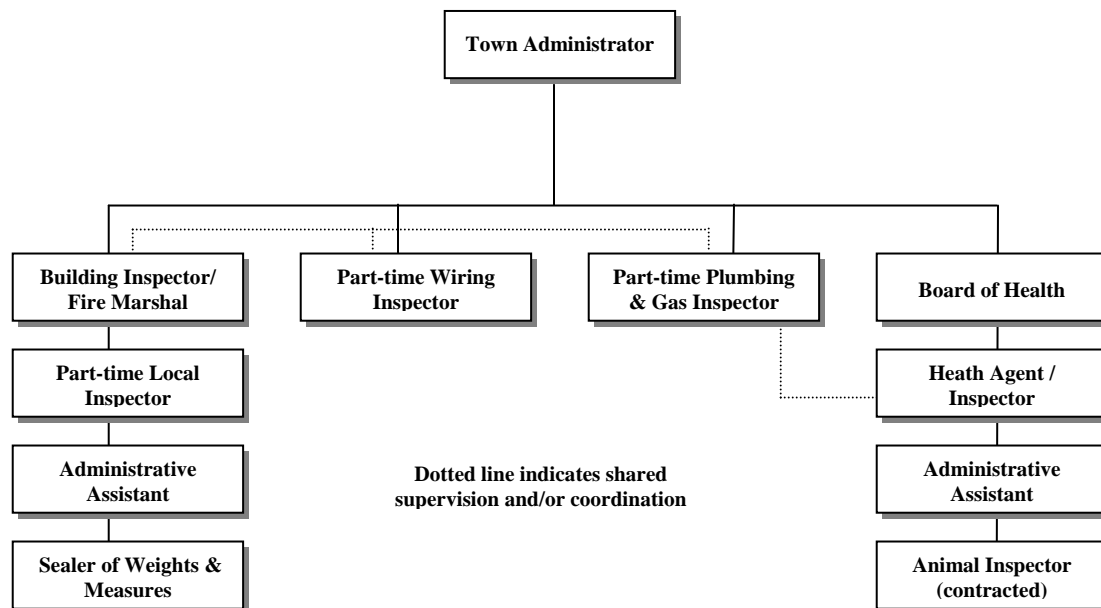 Town Administrator
Building Inspector/
Fire Marshal
Part-time Wiring
Inspector
Part-time Plumbing
& Gas Inspector
Board of Health
Part-time Local
Inspector
Heath Agent /
Inspector
Administrative
Assistant
Dotted line indicates shared
supervision and/or coordination
Administrative
Assistant
Sealer of Weights &
Measures
Animal Inspector
(contracted)